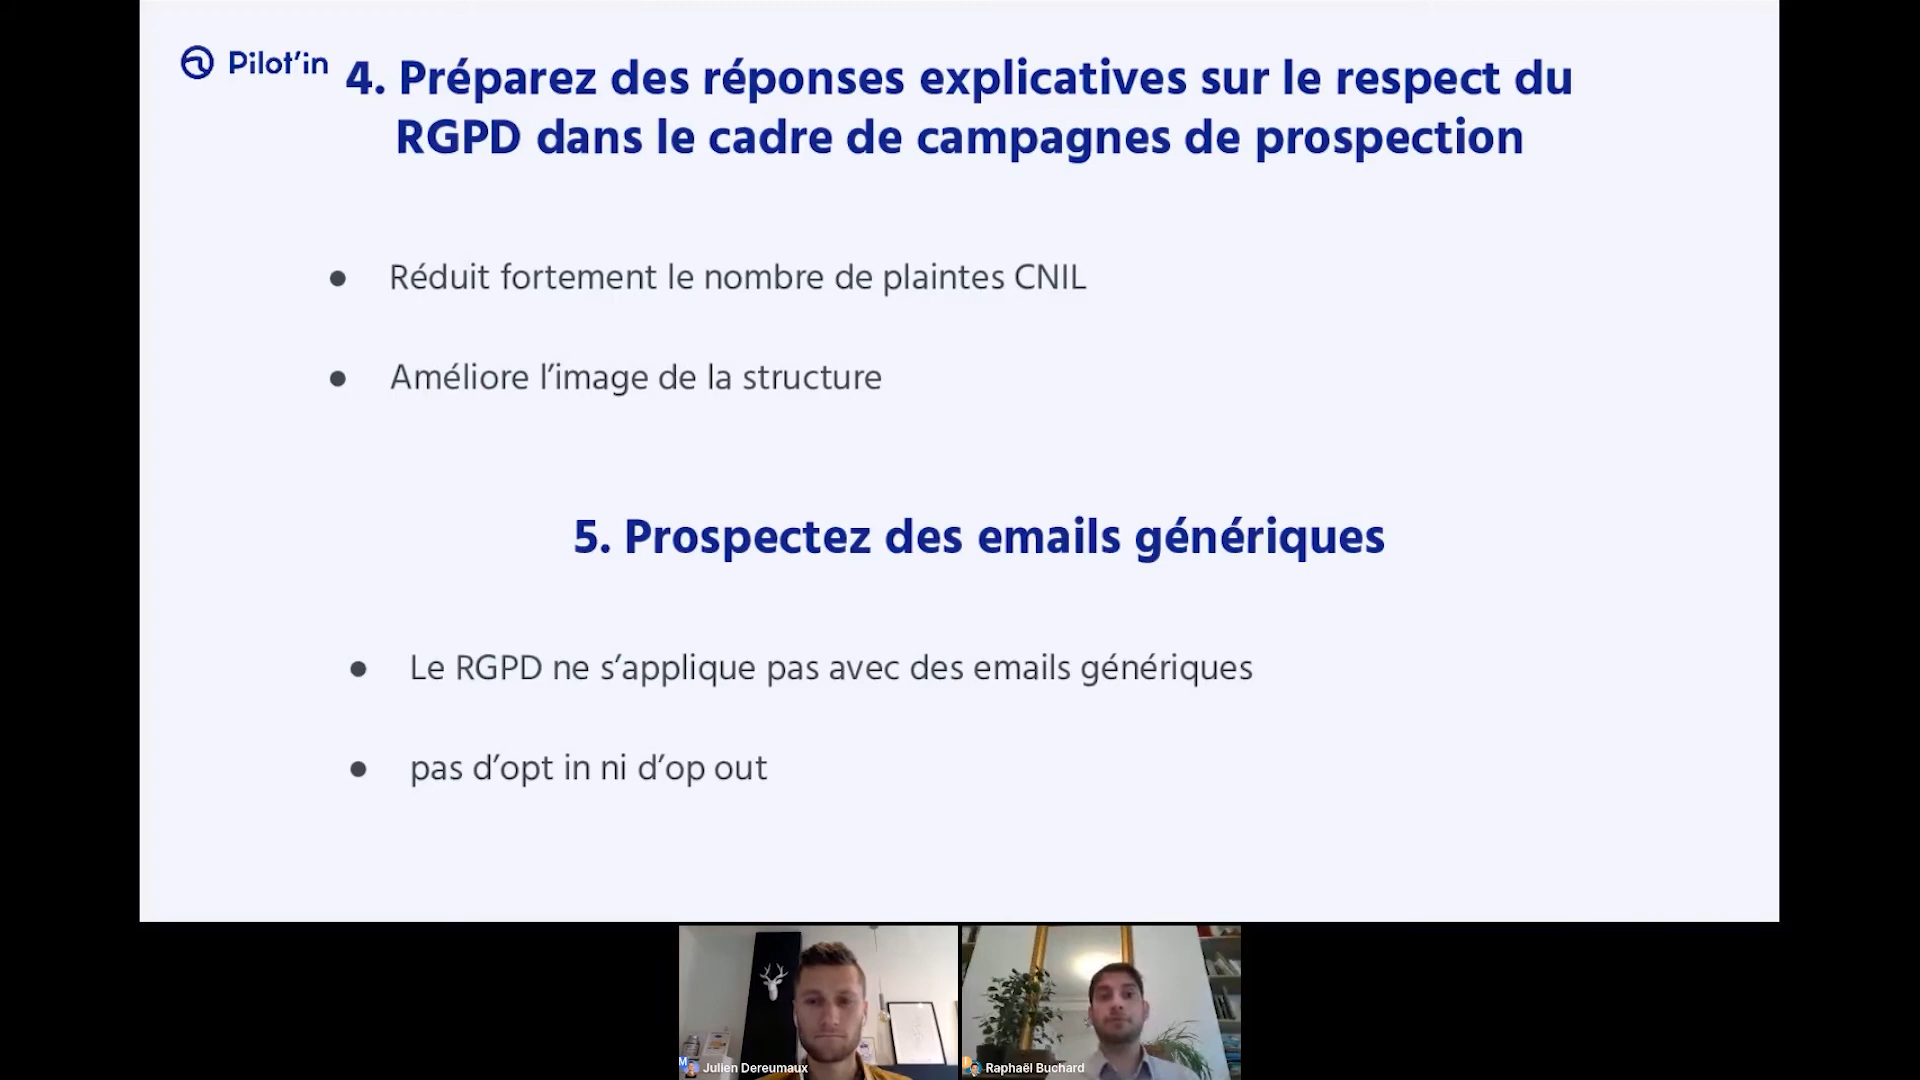 Pilot'in
4. Préparez des réponses explicatives sur le respect du
RGPD dans le cadre de campagnes de prospection
● Réduit fortement le nombre de plaintes CNIL
● Améliore l'image de la structure
5. Prospectez des emails génériques
● Le RGPD ne s'applique pas avec des emails génériques
● pas d'opt in ni d'op out
Julien Dereumaux
Raphaël Buchard